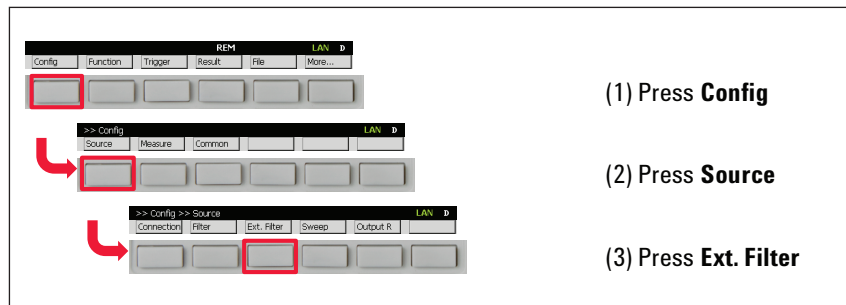 REM LAN D
Config Function Trigger Result File More...
(1) Press Config
>> Config LAN D
Source Measure Common
(2) Press Source
>> Config >> Source LAN D
Connection Filter Ext. Filter Sweep Output R
(3) Press Ext. Filter